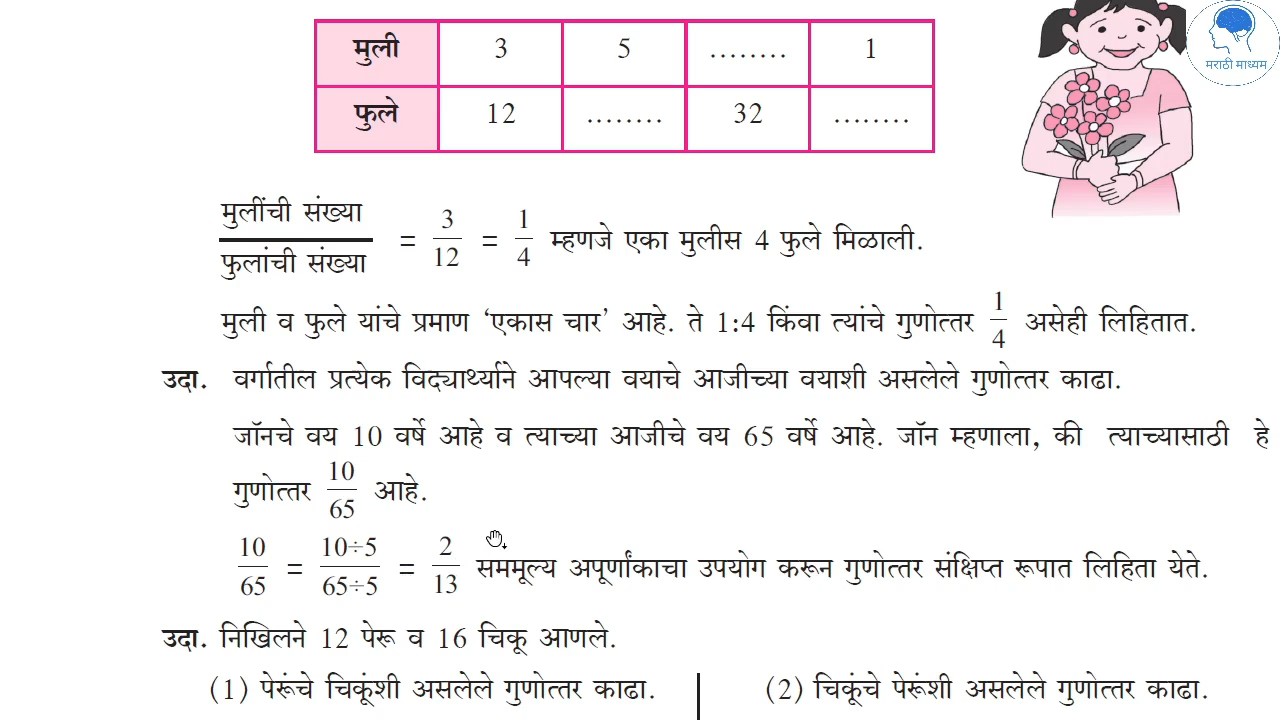 मुली 3 5 ........ 1
फुले 12 ........ 32 ........
मराठी माध्यम
मुलींची संख्या / फुलांची संख्या = 3/12 = 1/4 म्हणजे एका मुलीस 4 फुले मिळाली.
मुली व फुले यांचे प्रमाण ‘एकास चार’ आहे. ते 1:4 किंवा त्यांचे गुणोत्तर 1/4 असेही लिहितात.
उदा. वर्गातील प्रत्येक विद्यार्थ्याने आपल्या वयाचे आजीच्या वयाशी असलेले गुणोत्तर काढा.
जॉनचे वय 10 वर्षे आहे व त्याच्या आजीचे वय 65 वर्षे आहे. जॉन म्हणाला, की त्याच्यासाठी हे
गुणोत्तर 10/65 आहे.
10/65 = 10÷5/65÷5 = 2/13 सममूल्य अपूर्णांकाचा उपयोग करून गुणोत्तर संक्षिप्त रूपात लिहिता येते.
उदा. निखिलने 12 पेरू व 16 चिकू आणले.
(1) पेरूंचे चिकूंशी असलेले गुणोत्तर काढा. (2) चिकूंचे पेरूंशी असलेले गुणोत्तर काढा.